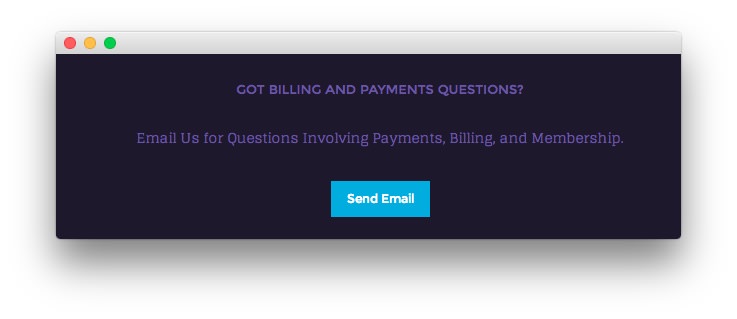 GOT BILLING AND PAYMENTS QUESTIONS?
Email Us for Questions Involving Payments, Billing, and Membership.
Send Email